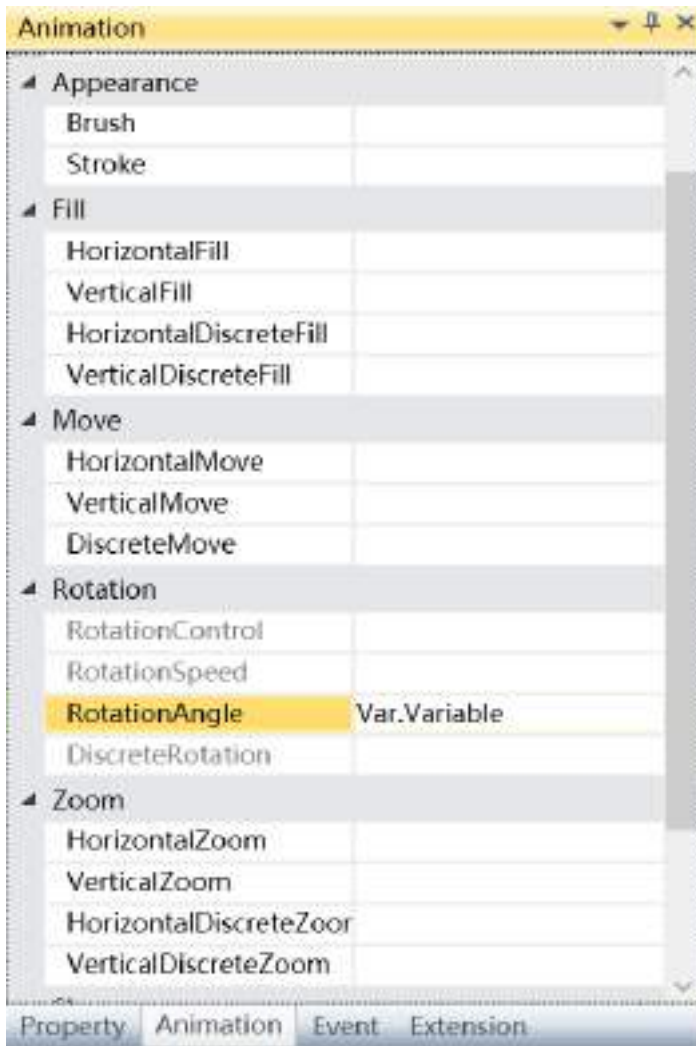 Animation
Appearance
Brush
Stroke
Fill
HorizontalFill
VerticalFill
HorizontalDiscreteFill
VerticalDiscreteFill
Move
HorizontalMove
VerticalMove
DiscreteMove
Rotation
RotationControl
RotationSpeed
RotationAngle Var.Variable
DiscreteRotation
Zoom
HorizontalZoom
VerticalZoom
HorizontalDiscreteZoor
VerticalDiscreteZoom
Property Animation Event Extension